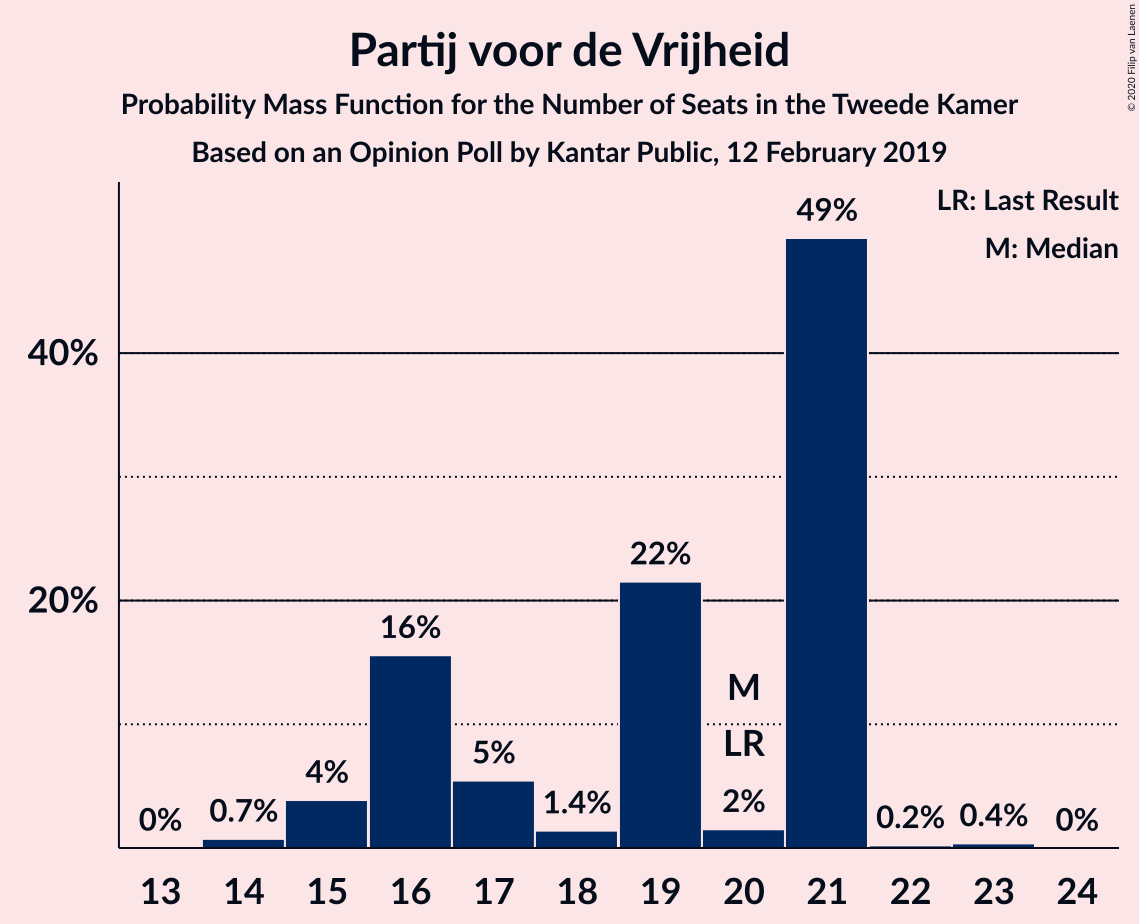 Partij voor de Vrijheid
Probability Mass Function for the Number of Seats in the Tweede Kamer
Based on an Opinion Poll by Kantar Public, 12 February 2019
© 2020 Filip van Laenen
LR: Last Result
M: Median
40%
20%
0%
0.7%
4%
16%
5%
1.4%
22%
M
LR
2%
49%
0.2%
0.4%
0%
13 14 15 16 17 18 19 20 21 22 23 24